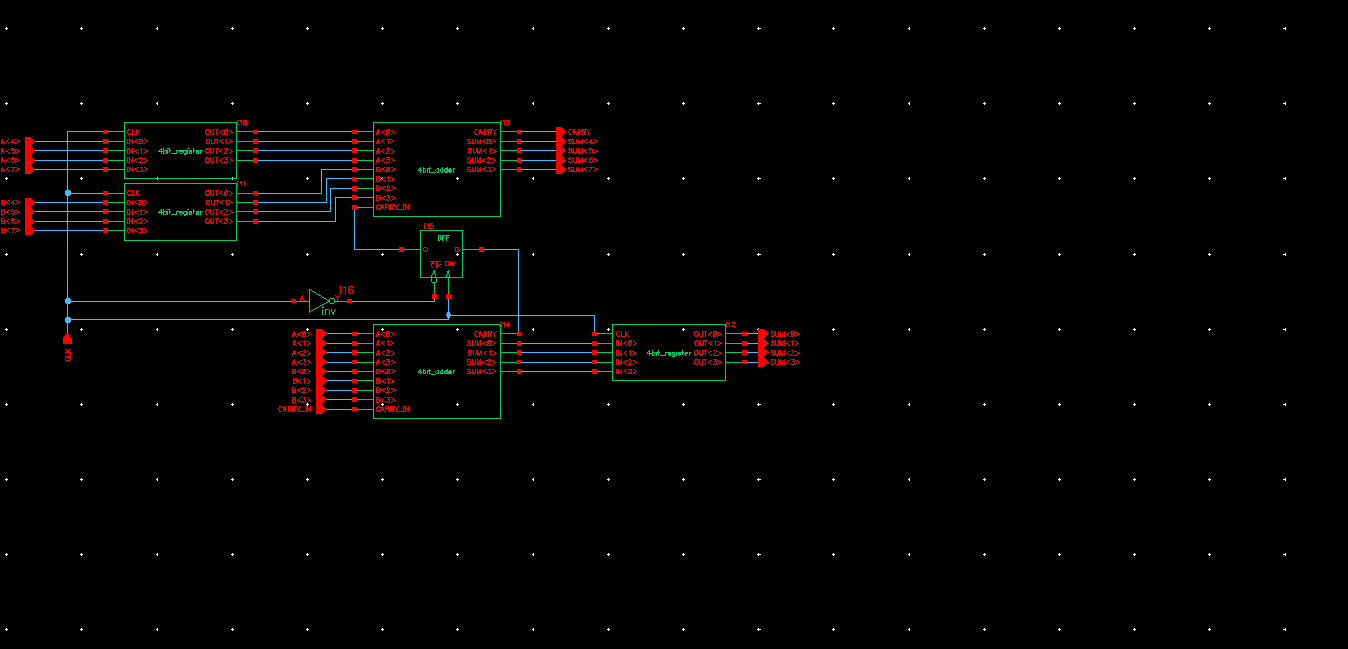 I10
CLK OUT<0>
A<4> IN<0> OUT<1>
A<5> IN<1> 4bit_register OUT<2>
A<6> IN<2> OUT<3>
A<7> IN<3>
I11
CLK OUT<0>
B<4> IN<0> OUT<1>
B<5> IN<1> 4bit_register OUT<2>
B<6> IN<2> OUT<3>
B<7> IN<3>
I13
A<0> CARRY CARRY
A<1> SUM<0> SUM<4>
A<2> SUM<1> SUM<5>
A<3> SUM<2> SUM<6>
B<0> 4bit_adder SUM<3> SUM<7>
B<1>
B<2>
B<3>
CARRY_IN
I15
DFF
Q D
CLK CLK
I16
A Y
inv
CLK
I14
A<0> A<0> CARRY
A<1> A<1> SUM<0>
A<2> A<2> SUM<1>
A<3> A<3> SUM<2>
B<0> B<0> 4bit_adder SUM<3>
B<1> B<1>
B<2> B<2>
B<3> B<3>
CARRY_IN CARRY_IN
I12
CLK OUT<0> SUM<0>
IN<0> OUT<1> SUM<1>
IN<1> 4bit_register OUT<2> SUM<2>
IN<2> OUT<3> SUM<3>
IN<3>